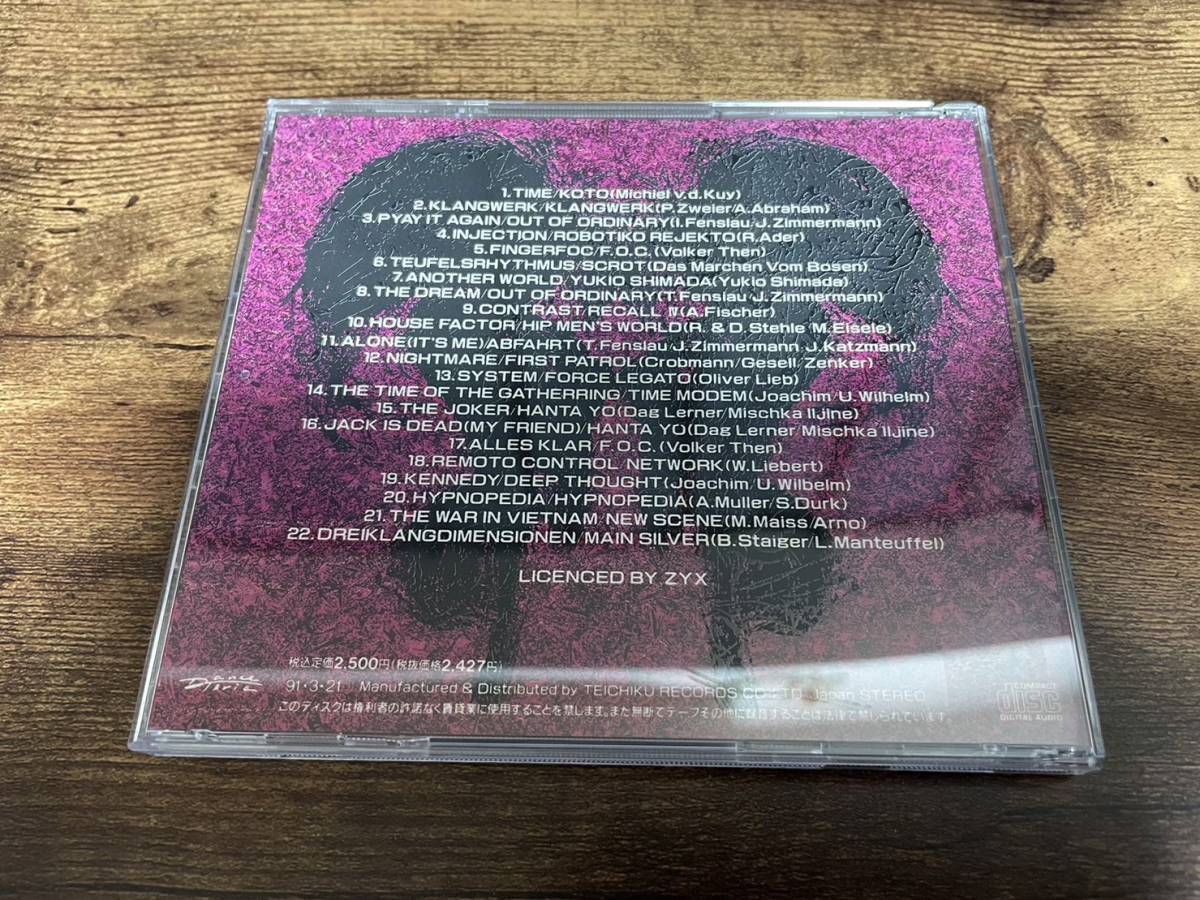 1. TIME/KOTO(Michiel v.d.Kuy)
2. KLANGWERK/KLANGWERK(P.Zweier/A.Abraham)
3. PYAY IT AGAIN/OUT OF ORDINARY(I.Fenslau/J.Zimmermann)
4. INJECTION/ROBOTIKO REJEKTO(R.Ader)
5. FINGERFOC/F.O.C.(Volker Then)
6. TEUFELSRHYTHMUS/SCROT(Das Marchen Vom Bosen)
7. ANOTHER WORLD/YUKIO SHIMADA(Yukio Shimada)
8. THE DREAM/OUT OF ORDINARY(T.Fenslau/J.Zimmermann)
9. CONTRAST/RECALL IV(A.Fischer)
10. HOUSE FACTOR/HIP MEN'S WORLD(R. & D.Stehle/M.Eisele)
11. ALONE(IT'S ME)/ABFAHRT(T.Fenslau/J.Zimmermann/J.Katzmann)
12. NIGHTMARE/FIRST PATROL(Crobmann/Gesell/Zenker)
13. SYSTEM/FORCE LEGATO(Oliver Lieb)
14. THE TIME OF THE GATHERRING/TIME MODEM(Joachim/U.Wilhelm)
15. THE JOKER/HANTA YO(Dag Lerner/Mischka Iljine)
16. JACK IS DEAD(MY FRIEND)/HANTA YO(Dag Lerner/Mischka Iljine)
17. ALLES KLAR/F.O.C.(Volker Then)
18. REMOTO CONTROL/NETWORK(W.Liebert)
19. KENNEDY/DEEP THOUGHT(Joachim/U.Wilbelm)
20. HYPNOPEDIA/HYPNOPEDIA(A.Muller/S.Durk)
21. THE WAR IN VIETNAM/NEW SCENE(M.Maiss/Arno)
22. DREIKLANGDIMENSIONEN/MAIN SILVER(B.Staiger/L.Manteuffel)
LICENCED BY ZYX
税込定価2,500円(税抜価格2,427円)
Dance Teria
91・3・21 Manufactured & Distributed by TEICHIKU RECORDS CO.,LTD. Japan STEREO
このディスクは権利者の許諾なく賃貸業に使用することを禁じます。また無断でテープその他に録音することは法律で禁じられています。
COMPACT disc DIGITAL AUDIO